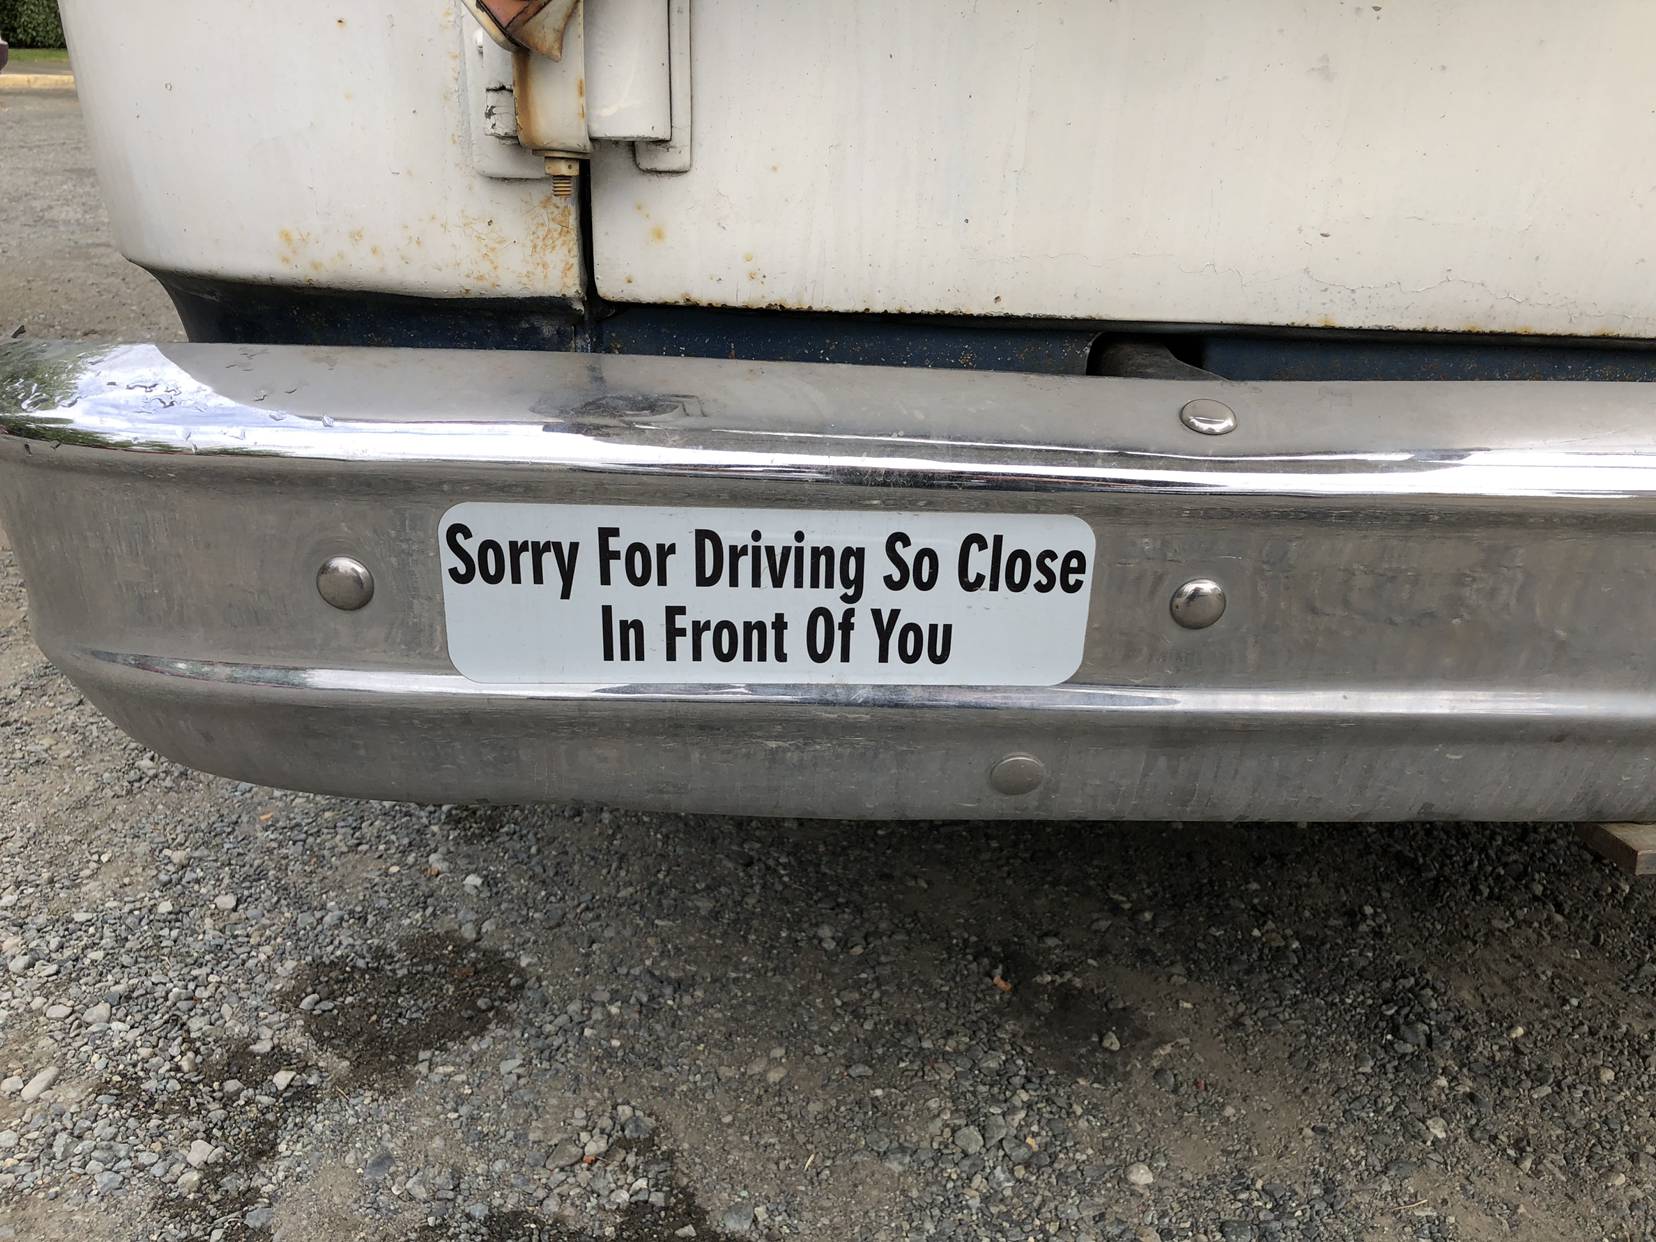 Sorry For Driving So Close
In Front Of You